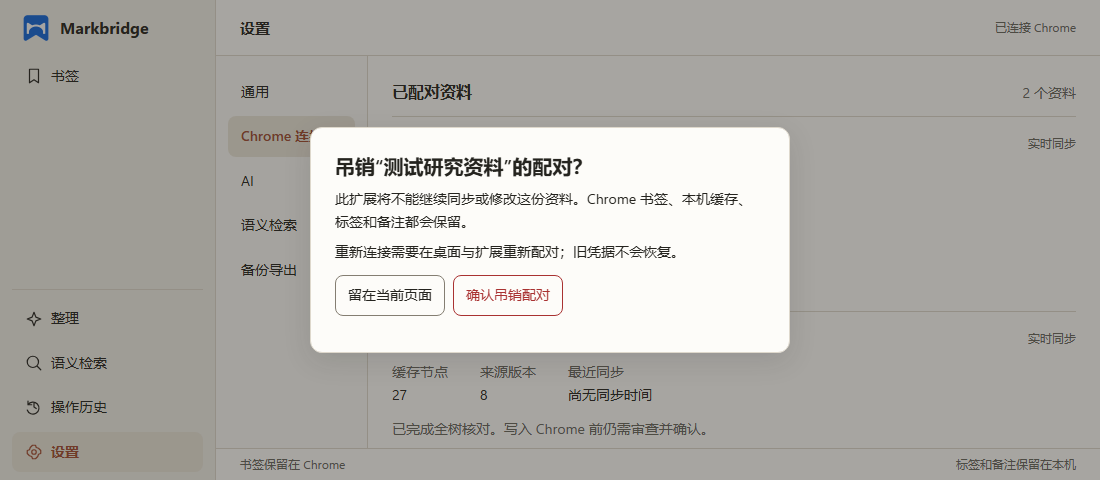 Markbridge
书签
整理
语义检索
操作历史
设置
设置
已连接 Chrome
通用
Chrome 连
AI
语义检索
备份导出
已配对资料
2 个资料
实时同步
吊销“测试研究资料”的配对？
此扩展将不能继续同步或修改这份资料。Chrome 书签、本机缓存、
标签和备注都会保留。
重新连接需要在桌面与扩展重新配对；旧凭据不会恢复。
留在当前页面
确认吊销配对
实时同步
缓存节点 来源版本 最近同步
27 8 尚无同步时间
已完成全树核对。写入 Chrome 前仍需审查并确认。
书签保留在 Chrome
标签和备注保留在本机